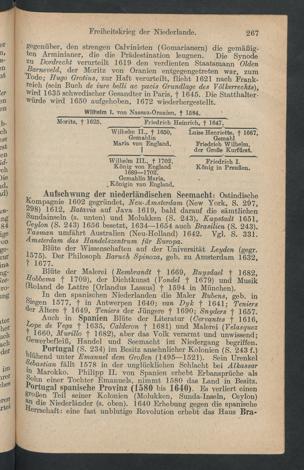 Freiheitskrieg der Niederlande. 267
gegenüber, den strengen Calvinisten (Gomarianern) die gemäßig-
ten Arminianer, die die Prädestination leugnen. Die Synode
zu Dordrecht verurteilt 1619 den verdienten Staatsmann Olden
Barneveld, der Moritz von Oranien entgegengetreten war, zum
Tode; Hugo Grotius, zur Haft verurteilt, flieht 1621 nach Frank-
reich (sein Buch de iure belli ac pacis Grundlage des Völkerrechts),
wird 1635 schwedischer Gesandter in Paris, † 1645. Die Statthalter-
würde wird 1650 aufgehoben, 1672 wiederhergestellt.
Wilhelm I. von Nassau-Oranien, † 1584.
Moritz, † 1625. Friedrich Heinrich, † 1647.
Wilhelm II., † 1650, Luise Henriette, † 1667,
Gemahlin Gemahl
Maria von England. Friedrich Wilhelm,
der Große Kurfürst.
Wilhelm III., † 1702, Friedrich I.
König von England König in Preußen.
1689—1702.
Gemahlin Maria,
Königin von England.
Aufschwung der niederländischen Seemacht: Ostindische
Kompagnie 1602 gegründet, Neu-Amsterdam (New York, S. 297,
298) 1612, Batavia auf Java 1619, bald darauf die sämtlichen
Sundainseln (s. unten) und Molukken (S. 243), Kapstadt 1651,
Ceylon (S. 243) 1656 besetzt, 1634—1654 auch Brasilien (S. 243).
Tasman umfährt Australien (Neu-Holland) 1642. Vgl. S. 331.
Amsterdam das Handelszentrum für Europa.
Blüte der Wissenschaften auf der Universität Leyden (gegr.
1575). Der Philosoph Baruch Spinoza, geb. zu Amsterdam 1632,
† 1677.
Blüte der Malerei (Rembrandt † 1669, Ruysdael † 1682,
Hobbema † 1709), der Dichtkunst (Vondel † 1679) und Musik
(Roland de Lattre [Orlandus Lassus] † 1594 in München).
In den spanischen Niederlanden die Maler Rubens, geb. in
Siegen 1577, † in Antwerpen 1640; van Dyk † 1641; Teniers
der Ältere † 1649, Teniers der Jüngere † 1690; Snyders † 1657.
Auch in Spanien Blüte der Literatur (Cervantes † 1616,
Lope de Vega † 1635, Calderon † 1681) und Malerei (Velasquez
† 1660, Murillo † 1682), aber das Volk verarmt und unwissend;
Gewerbefleiß, Handel und Seemacht im Niedergang begriffen.
Portugal (S. 234) im Besitz ansehnlicher Kolonien (S. 243 f.)
blühend unter Emanuel dem Großen (1495—1521). Sein Urenkel
Sebastian fällt 1578 in der unglücklichen Schlacht bei Alkassar
in Marokko. Philipp II. von Spanien erhebt Erbansprüche als
Sohn einer Tochter Emanuels, nimmt 1580 das Land in Besitz.
Portugal spanische Provinz (1580 bis 1640). Es verliert einen
großen Teil seiner Kolonien (Molukken, Sunda-Inseln, Ceylon)
an die Niederländer (s. oben). 1640 Erhebung gegen die spanische
Herrschaft: eine fast unblutige Revolution erhebt das Haus Bra-